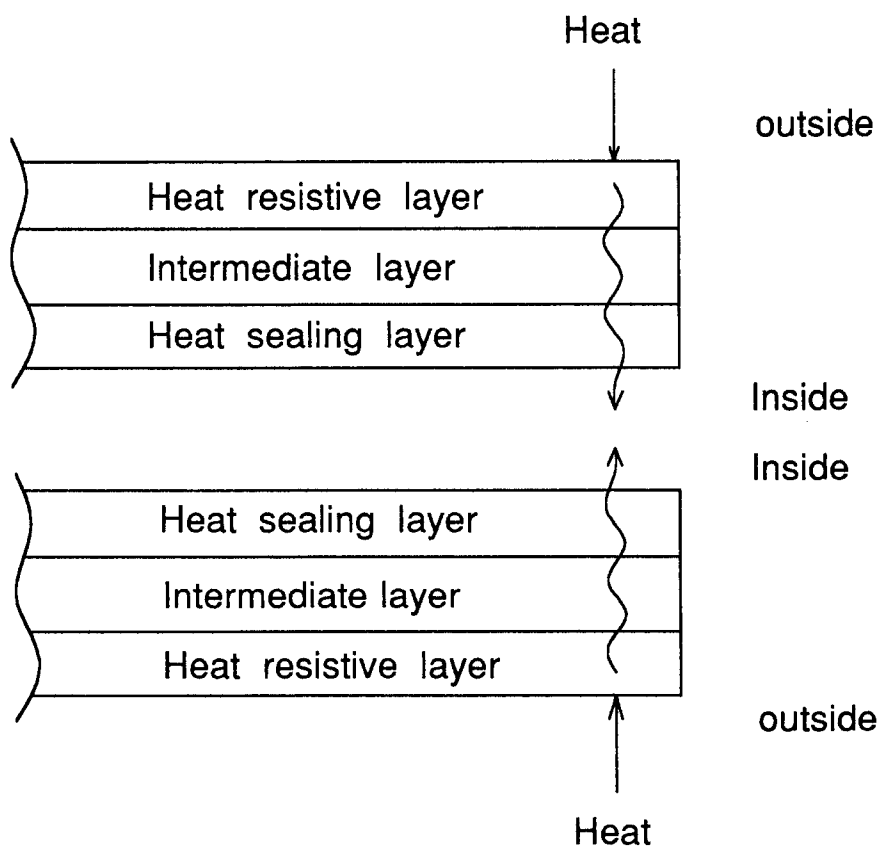 Heat
outside
Heat resistive layer
Intermediate layer
Heat sealing layer
Inside
Inside
Heat sealing layer
Intermediate layer
Heat resistive layer
outside
Heat